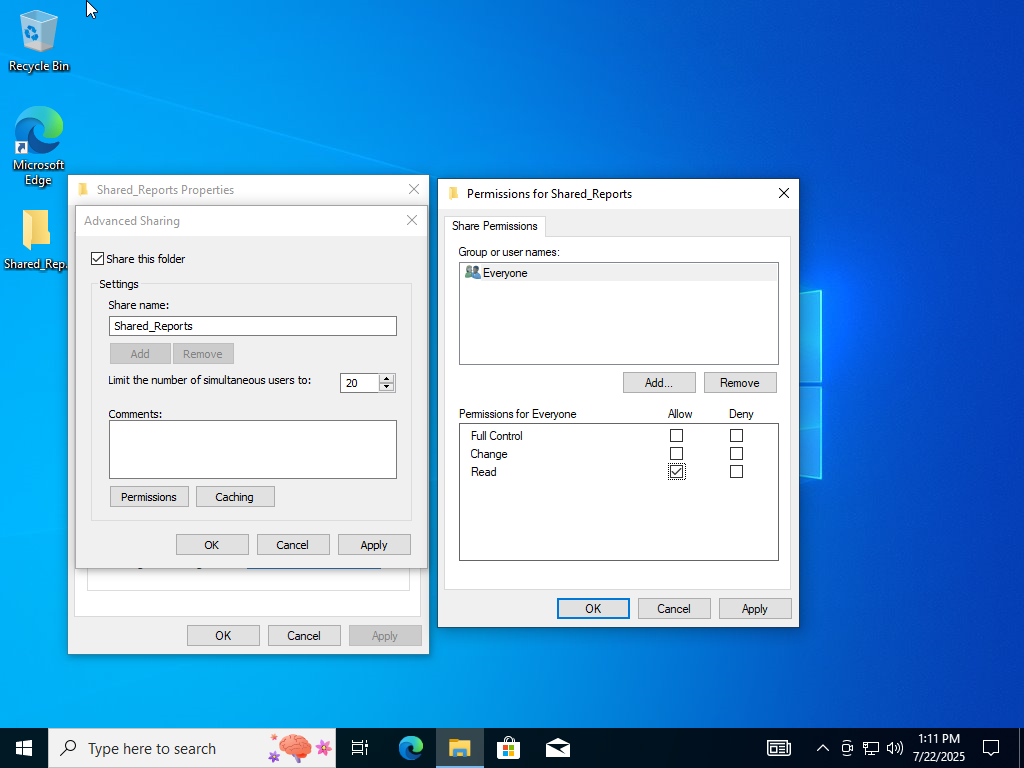 Recycle Bin
Microsoft
Edge
Shared_Rep...
Shared_Reports Properties
Advanced Sharing
Share this folder
Settings
Share name:
Shared_Reports
Add
Remove
Limit the number of simultaneous users to:
20
Comments:
Permissions
Caching
OK
Cancel
Apply
OK
Cancel
Apply
Permissions for Shared_Reports
Share Permissions
Group or user names:
Everyone
Add...
Remove
Permissions for Everyone
Allow
Deny
Full Control
Change
Read
OK
Cancel
Apply
Type here to search
1:11 PM
7/22/2025